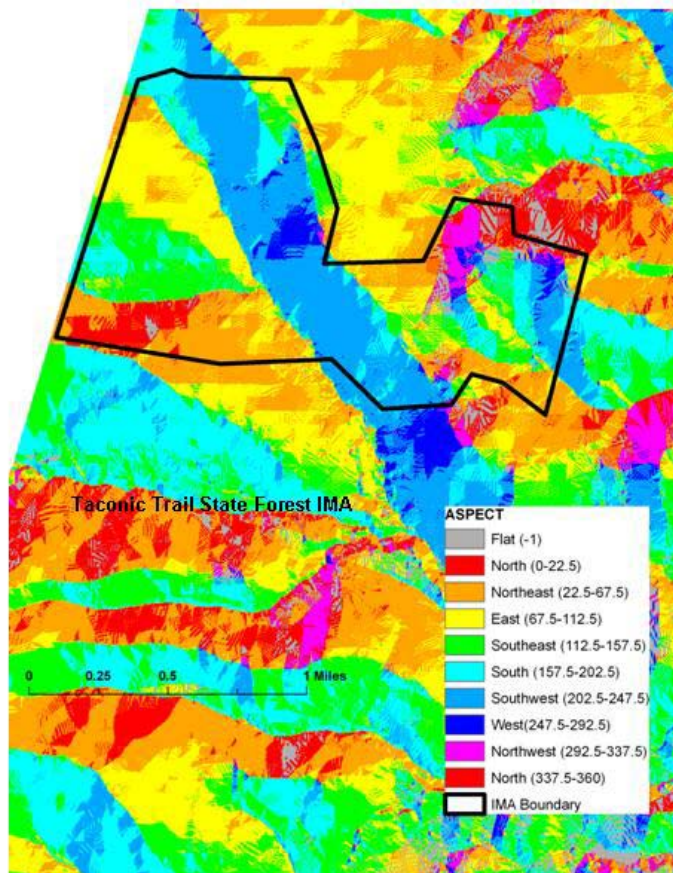 Taconic Trail State Forest IMA
ASPECT
Flat (-1)
North (0-22.5)
Northeast (22.5-67.5)
East (67.5-112.5)
Southeast (112.5-157.5)
South (157.5-202.5)
Southwest (202.5-247.5)
West(247.5-292.5)
Northwest (292.5-337.5)
North (337.5-360)
IMA Boundary
0 0.25 0.5 1 Miles